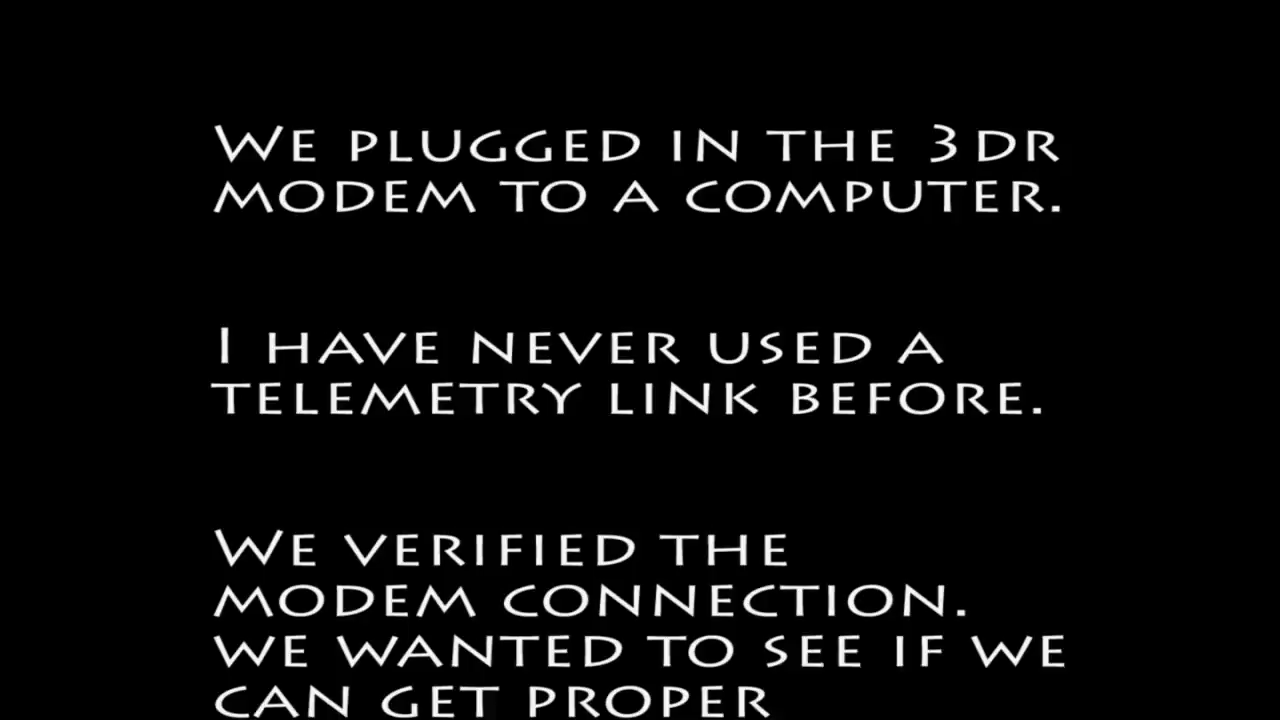 We plugged in the 3dr
modem to a computer.
I have never used a
telemetry link before.
We verified the
modem connection.
we wanted to see if we
can get proper